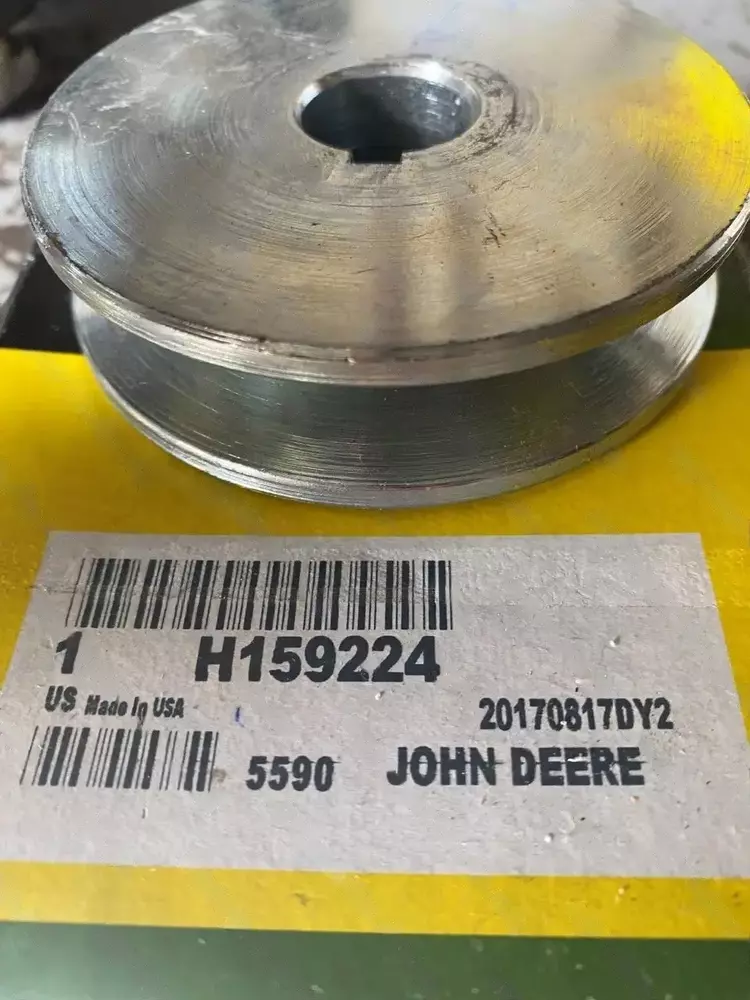 1 H159224
US Made In USA
20170817DY2
5590 JOHN DEERE